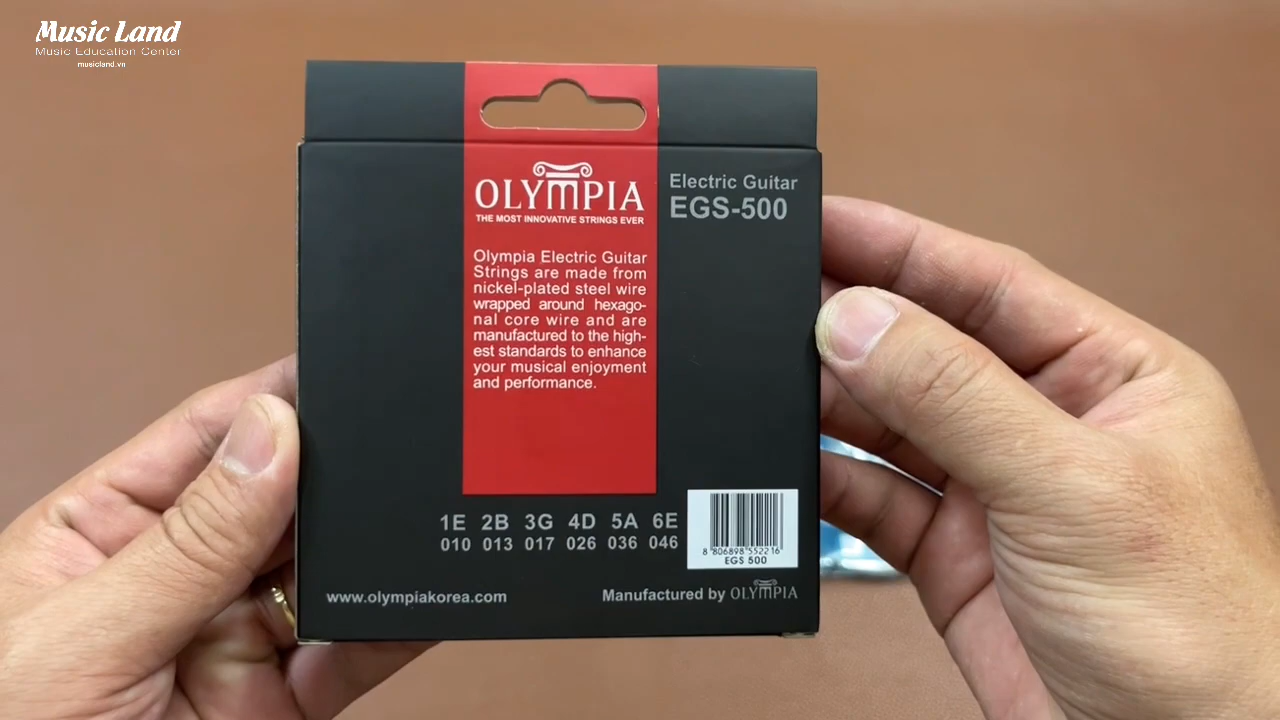 Music Land
Music Education Center
musicland.vn
OLYMPIA
THE MOST INNOVATIVE STRINGS EVER
Electric Guitar
EGS-500
Olympia Electric Guitar
Strings are made from
nickel-plated steel wire
wrapped around hexago-
nal core wire and are
manufactured to the high-
est standards to enhance
your musical enjoyment
and performance.
1E 2B 3G 4D 5A 6E
010 013 017 026 036 046
8 806898 552216
EGS 500
www.olympiakorea.com
Manufactured by OLYMPIA